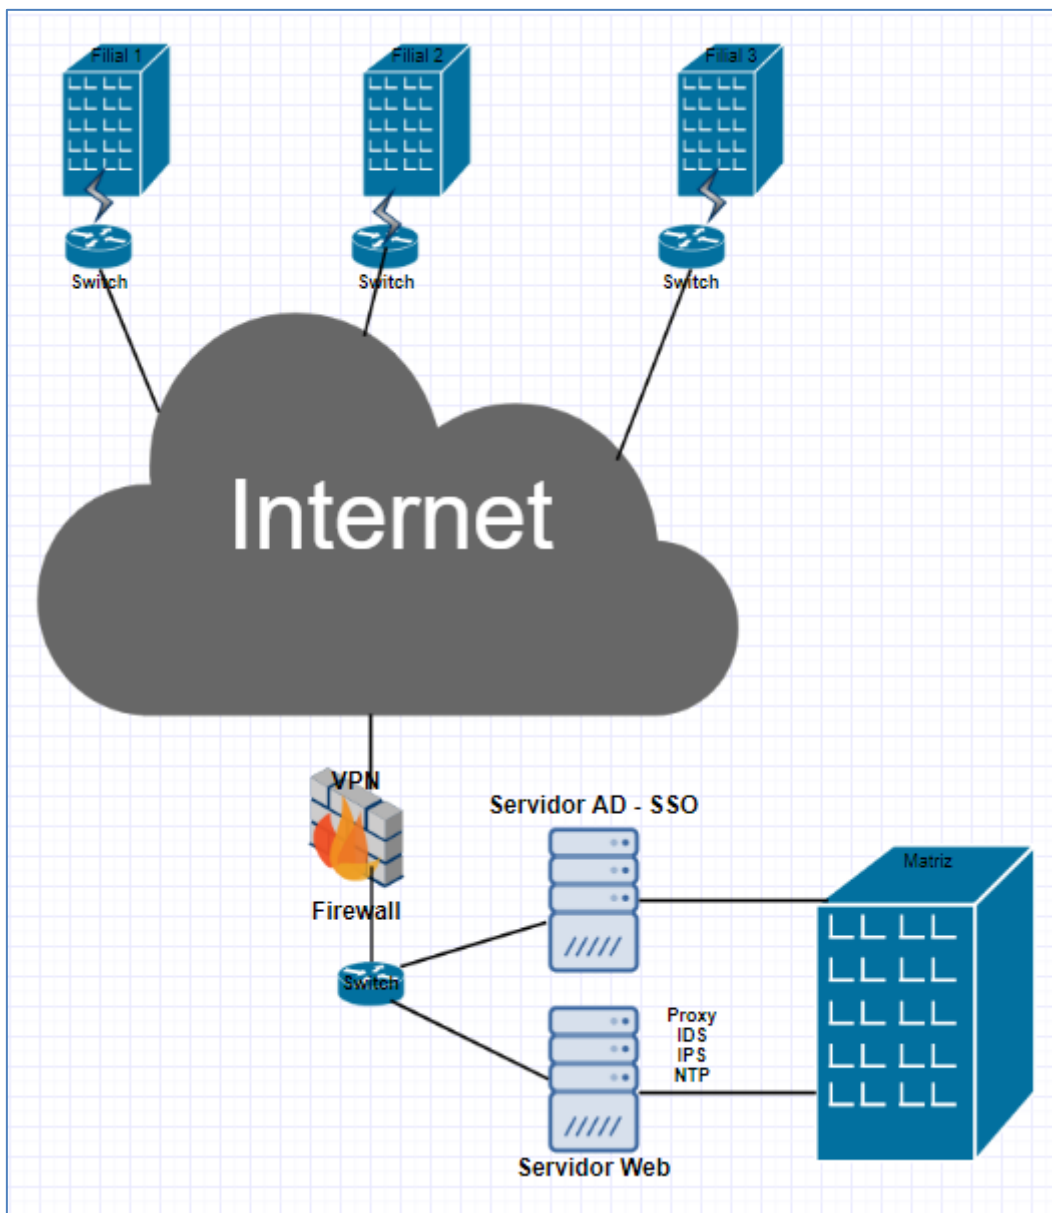 Filial 1
Filial 2
Filial 3
Switch
Switch
Switch
Internet
VPN
Firewall
Switch
Servidor AD - SSO
Matriz
Proxy
IDS
IPS
NTP
Servidor Web